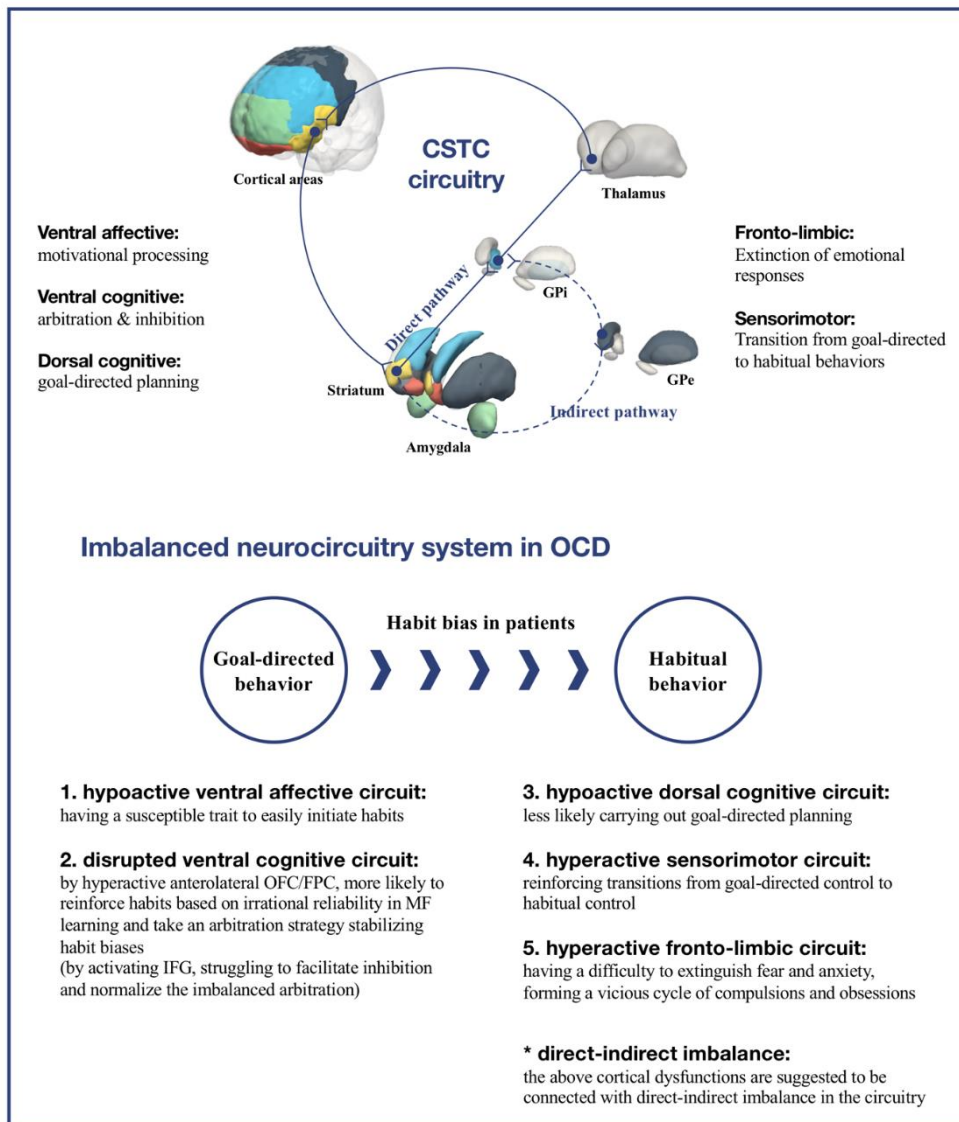 CSTC
circuitry
Cortical areas
Thalamus
Ventral affective:
motivational processing
Ventral cognitive:
arbitration & inhibition
Dorsal cognitive:
goal-directed planning
Direct pathway
GPi
GPe
Striatum
Indirect pathway
Amygdala
Fronto-limbic:
Extinction of emotional
responses
Sensorimotor:
Transition from goal-directed
to habitual behaviors
Imbalanced neurocircuitry system in OCD
Goal-directed
behavior
Habit bias in patients
Habitual
behavior
1. hypoactive ventral affective circuit:
having a susceptible trait to easily initiate habits
2. disrupted ventral cognitive circuit:
by hyperactive anterolateral OFC/FPC, more likely to
reinforce habits based on irrational reliability in MF
learning and take an arbitration strategy stabilizing
habit biases
(by activating IFG, struggling to facilitate inhibition
and normalize the imbalanced arbitration)
3. hypoactive dorsal cognitive circuit:
less likely carrying out goal-directed planning
4. hyperactive sensorimotor circuit:
reinforcing transitions from goal-directed control to
habitual control
5. hyperactive fronto-limbic circuit:
having a difficulty to extinguish fear and anxiety,
forming a vicious cycle of compulsions and obsessions
* direct-indirect imbalance:
the above cortical dysfunctions are suggested to be
connected with direct-indirect imbalance in the circuitry